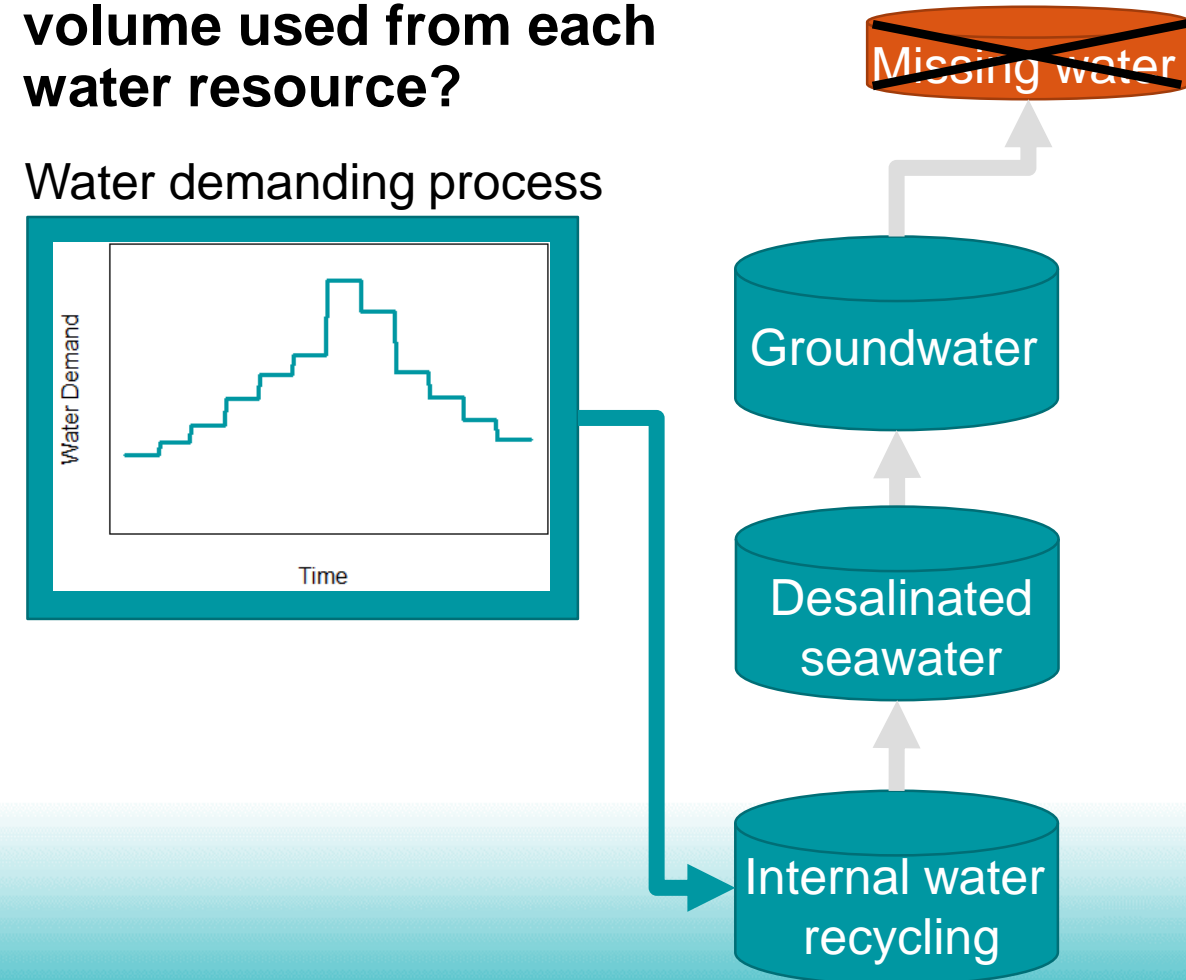 volume used from each
water resource?
Missing water
Water demanding process
Water Demand
Time
Groundwater
Desalinated
seawater
Internal water
recycling